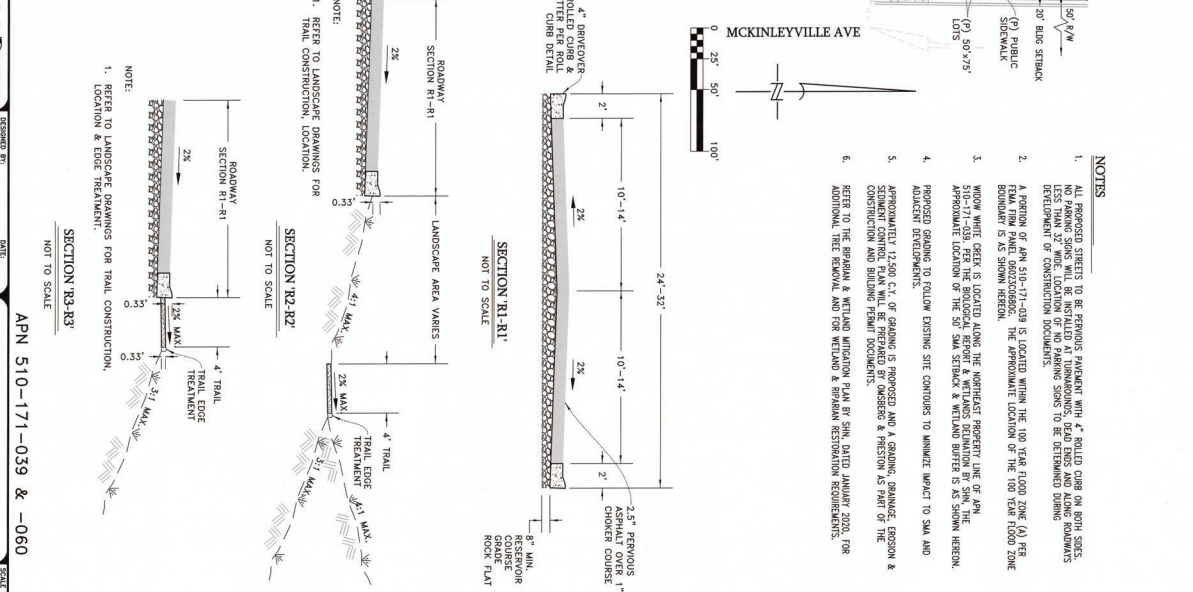 50' R/W
20' BLDG SETBACK
(P) PUBLIC
SIDEWALK
(P) 50'x75'
LOTS
MCKINLEYVILLE AVE
0 25' 50' 100'
N
NOTES
1. ALL PROPOSED STREETS TO BE PERVIOUS PAVEMENT WITH 4" ROLLED CURB ON BOTH SIDES.
NO PARKING SIGNS WILL BE INSTALLED AT TURNAROUNDS, DEAD ENDS AND ALONG ROADWAYS
LESS THAN 32' WIDE. LOCATION OF NO PARKING SIGNS TO BE DETERMINED DURING
DEVELOPMENT OF CONSTRUCTION DOCUMENTS.
2. A PORTION OF APN 510-171-039 IS LOCATED WITHIN THE 100 YEAR FLOOD ZONE (A) PER
FEMA FIRM PANEL 06023C0680G. THE APPROXIMATE LOCATION OF THE 100 YEAR FLOOD ZONE
BOUNDARY IS AS SHOWN HEREON.
3. WIDOW WHITE CREEK IS LOCATED ALONG THE NORTHEAST PROPERTY LINE OF APN
510-171-039. PER THE BIOLOGICAL REPORT & WETLANDS DELINATION BY SHN, THE
APPROXIMATE LOCATION OF THE 50' SMA SETBACK & WETLAND BUFFER IS AS SHOWN HEREON.
4. PROPOSED GRADING TO FOLLOW EXISTING SITE CONTOURS TO MINIMIZE IMPACT TO SMA AND
ADJACENT DEVELOPMENTS.
5. APPROXIMATELY 12,500 C.Y. OF GRADING IS PROPOSED AND A GRADING, DRAINAGE, EROSION &
SEDIMENT CONTROL PLAN WILL BE PREPARED BY OMSBERG & PRESTON AS PART OF THE
CONSTRUCTION AND BUILDING PERMIT DOCUMENTS.
6. REFER TO THE RIPARIAN & WETLAND MITIGATION PLAN BY SHN, DATED JANUARY 2020, FOR
ADDITIONAL TREE REMOVAL AND FOR WETLAND & RIPARIAN RESTORATION REQUIREMENTS.
24'-32'
2' 10'-14' 10'-14' 2'
2% 2%
4" DRIVEOVER
ROLLED CURB &
PER ROLL
CURB DETAIL
2.5" PERVIOUS
ASPHALT OVER 1"
CHOKER COURSE
8" MIN.
RESERVOIR
COURSE
GRADE
ROCK FLAT
SECTION 'R1-R1'
NOT TO SCALE
ROADWAY
SECTION R1-R1
LANDSCAPE AREA VARIES
4' TRAIL
2%
0.33'
4:1 MAX.
2% MAX.
TRAIL EDGE
TREATMENT
4:1 MAX.
3:1 MAX.
NOTE:
1. REFER TO LANDSCAPE DRAWINGS FOR
TRAIL CONSTRUCTION, LOCATION.
SECTION 'R2-R2'
NOT TO SCALE
ROADWAY
SECTION R1-R1
4' TRAIL
2%
0.33'
2% MAX.
0.33'
TRAIL EDGE
TREATMENT
3:1 MAX.
NOTE:
1. REFER TO LANDSCAPE DRAWINGS FOR TRAIL CONSTRUCTION,
LOCATION & EDGE TREATMENT.
SECTION 'R3-R3'
NOT TO SCALE
APN 510-171-039 & -060
DESIGNED BY:
DATE:
SCALE